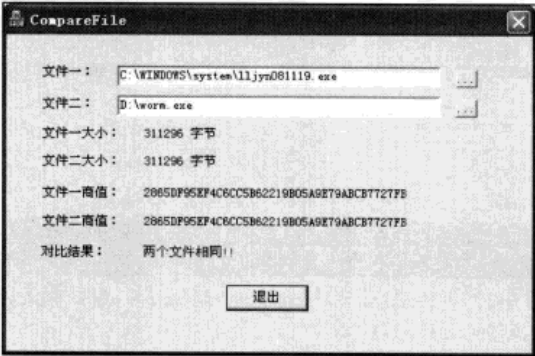 CompareFile
文件一： C:\WINDOWS\system\lljyn081119.exe ...
文件二： D:\worm.exe ...
文件一大小： 311296 字节
文件二大小： 311296 字节
文件一商值： 2865DF95EF4C6CC5B62219B05A9E79ABCB7727FB
文件二商值： 2865DF95EF4C6CC5B62219B05A9E79ABCB7727FB
对比结果： 两个文件相同!!
退出